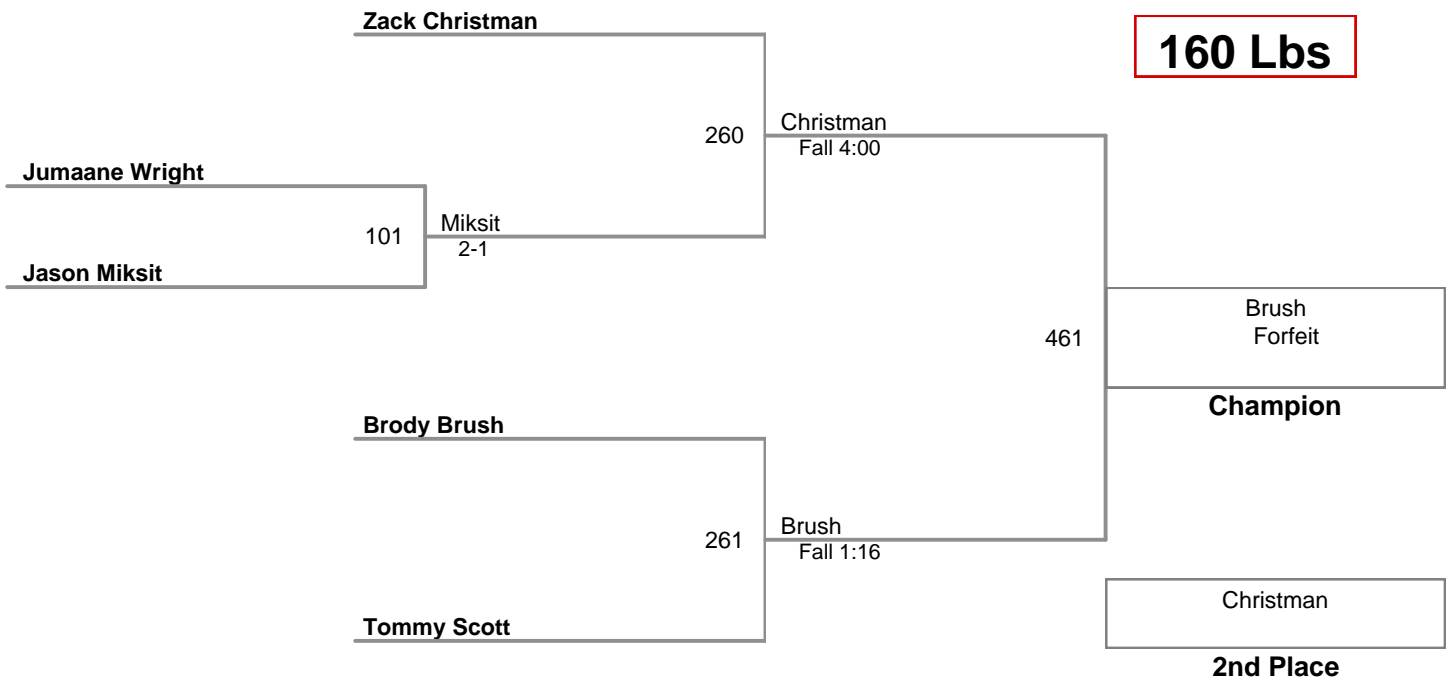 Zack Christman
160 Lbs
260
Christman
Fall 4:00
Jumaane Wright
101
Miksit
2-1
Jason Miksit
461
Brush
Forfeit
Champion
Brody Brush
261
Brush
Fall 1:16
Tommy Scott
Christman
2nd Place